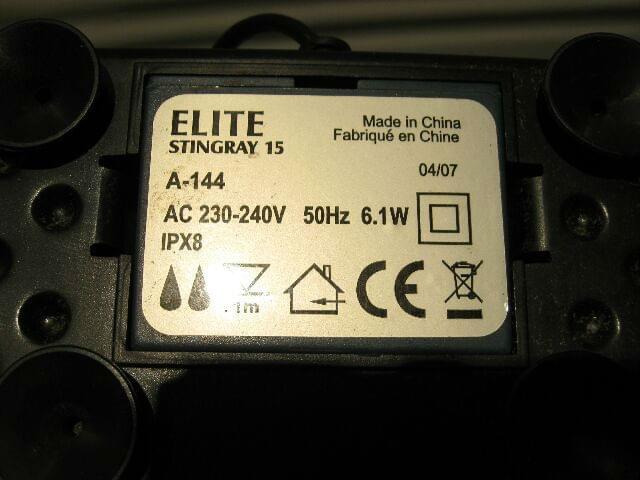 ELITE
STINGRAY 15
Made in China
Fabriqué en Chine
04/07
A-144
AC 230-240V 50Hz 6.1W
IPX8
1m
CE